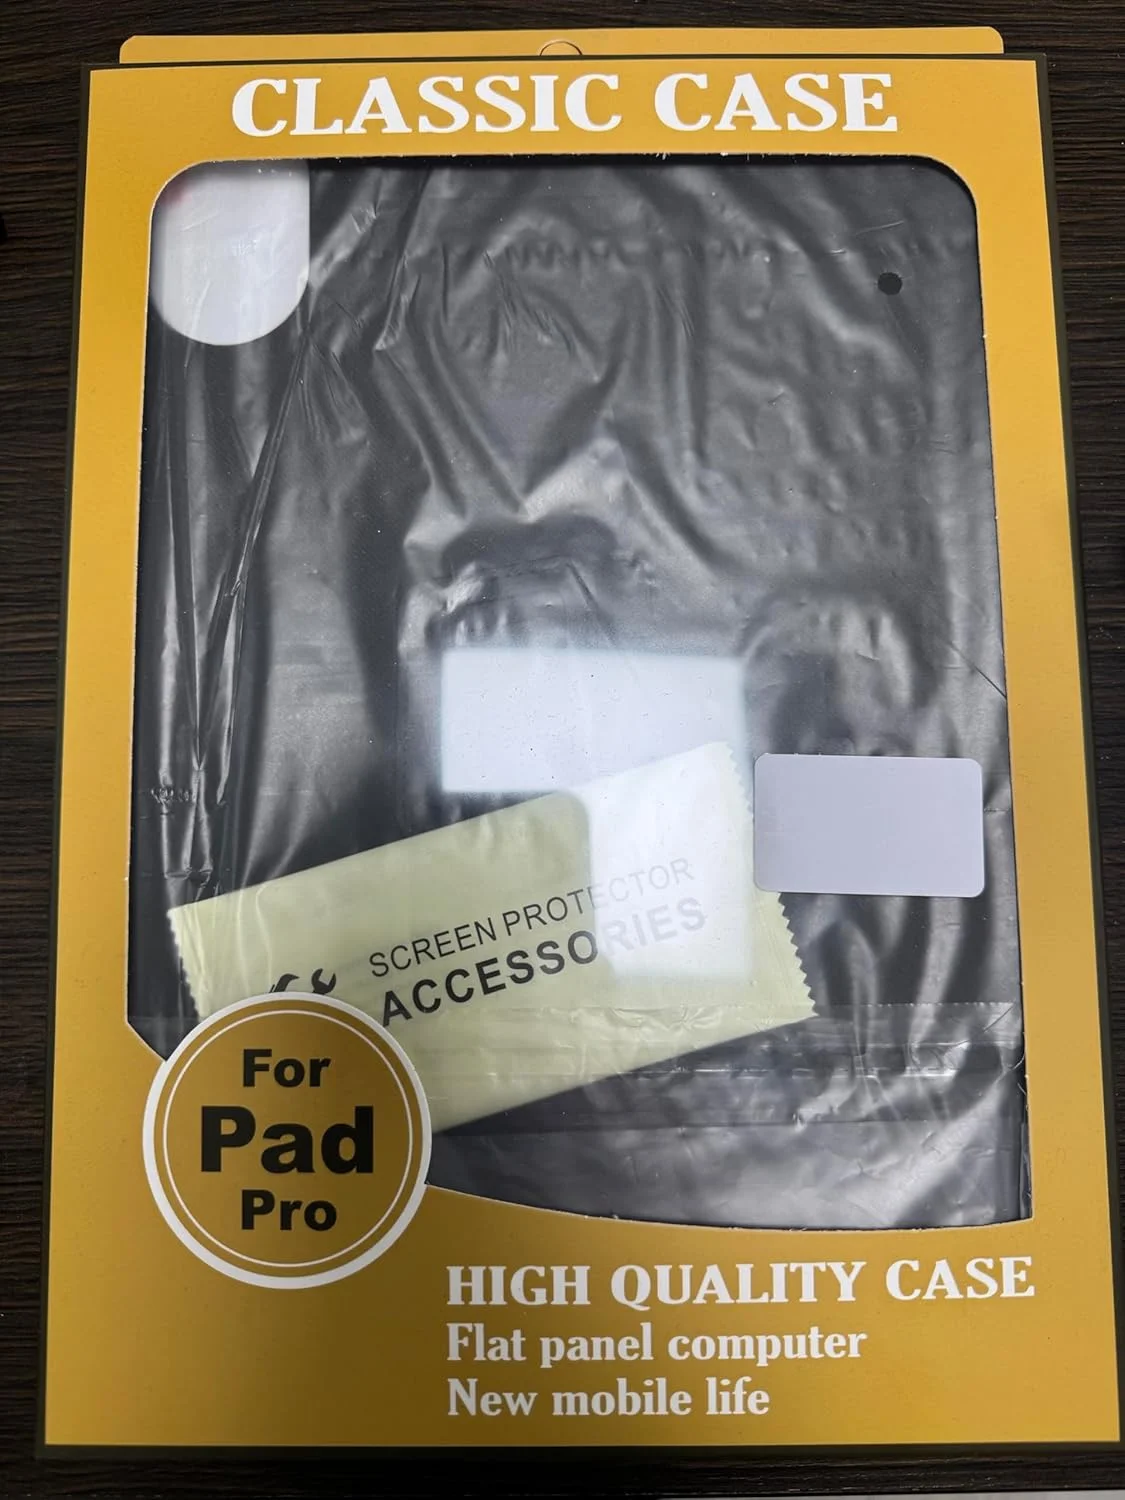 CLASSIC CASE
SCREEN PROTECTOR
ACCESSORIES
For
Pad
Pro
HIGH QUALITY CASE
Flat panel computer
New mobile life